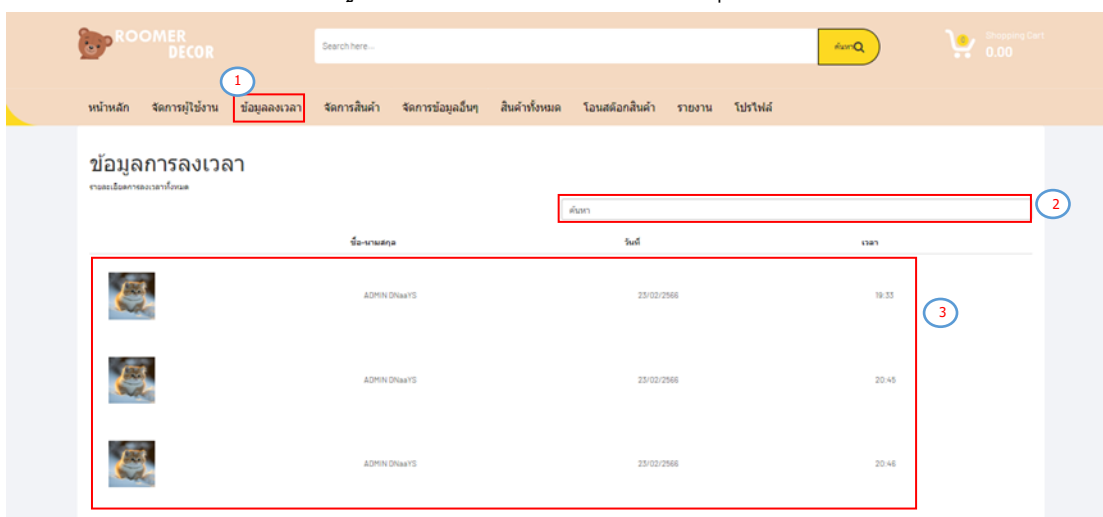 ROOMER
DECOR
Search here...
ค้นหา
0
Shopping Cart
0.00
1
หน้าหลัก จัดการผู้ใช้งาน ข้อมูลลงเวลา จัดการสินค้า จัดการข้อมูลอื่นๆ สินค้าทั้งหมด โอนสต๊อกสินค้า รายงาน โปรไฟล์
ข้อมูลการลงเวลา
รายละเอียดการลงเวลาทั้งหมด
ค้นหา
2
ชื่อ-นามสกุล วันที่ เวลา
ADMIN DNaaYS 23/02/2566 19:33
3
ADMIN DNaaYS 23/02/2566 20:45
ADMIN DNaaYS 23/02/2566 20:46